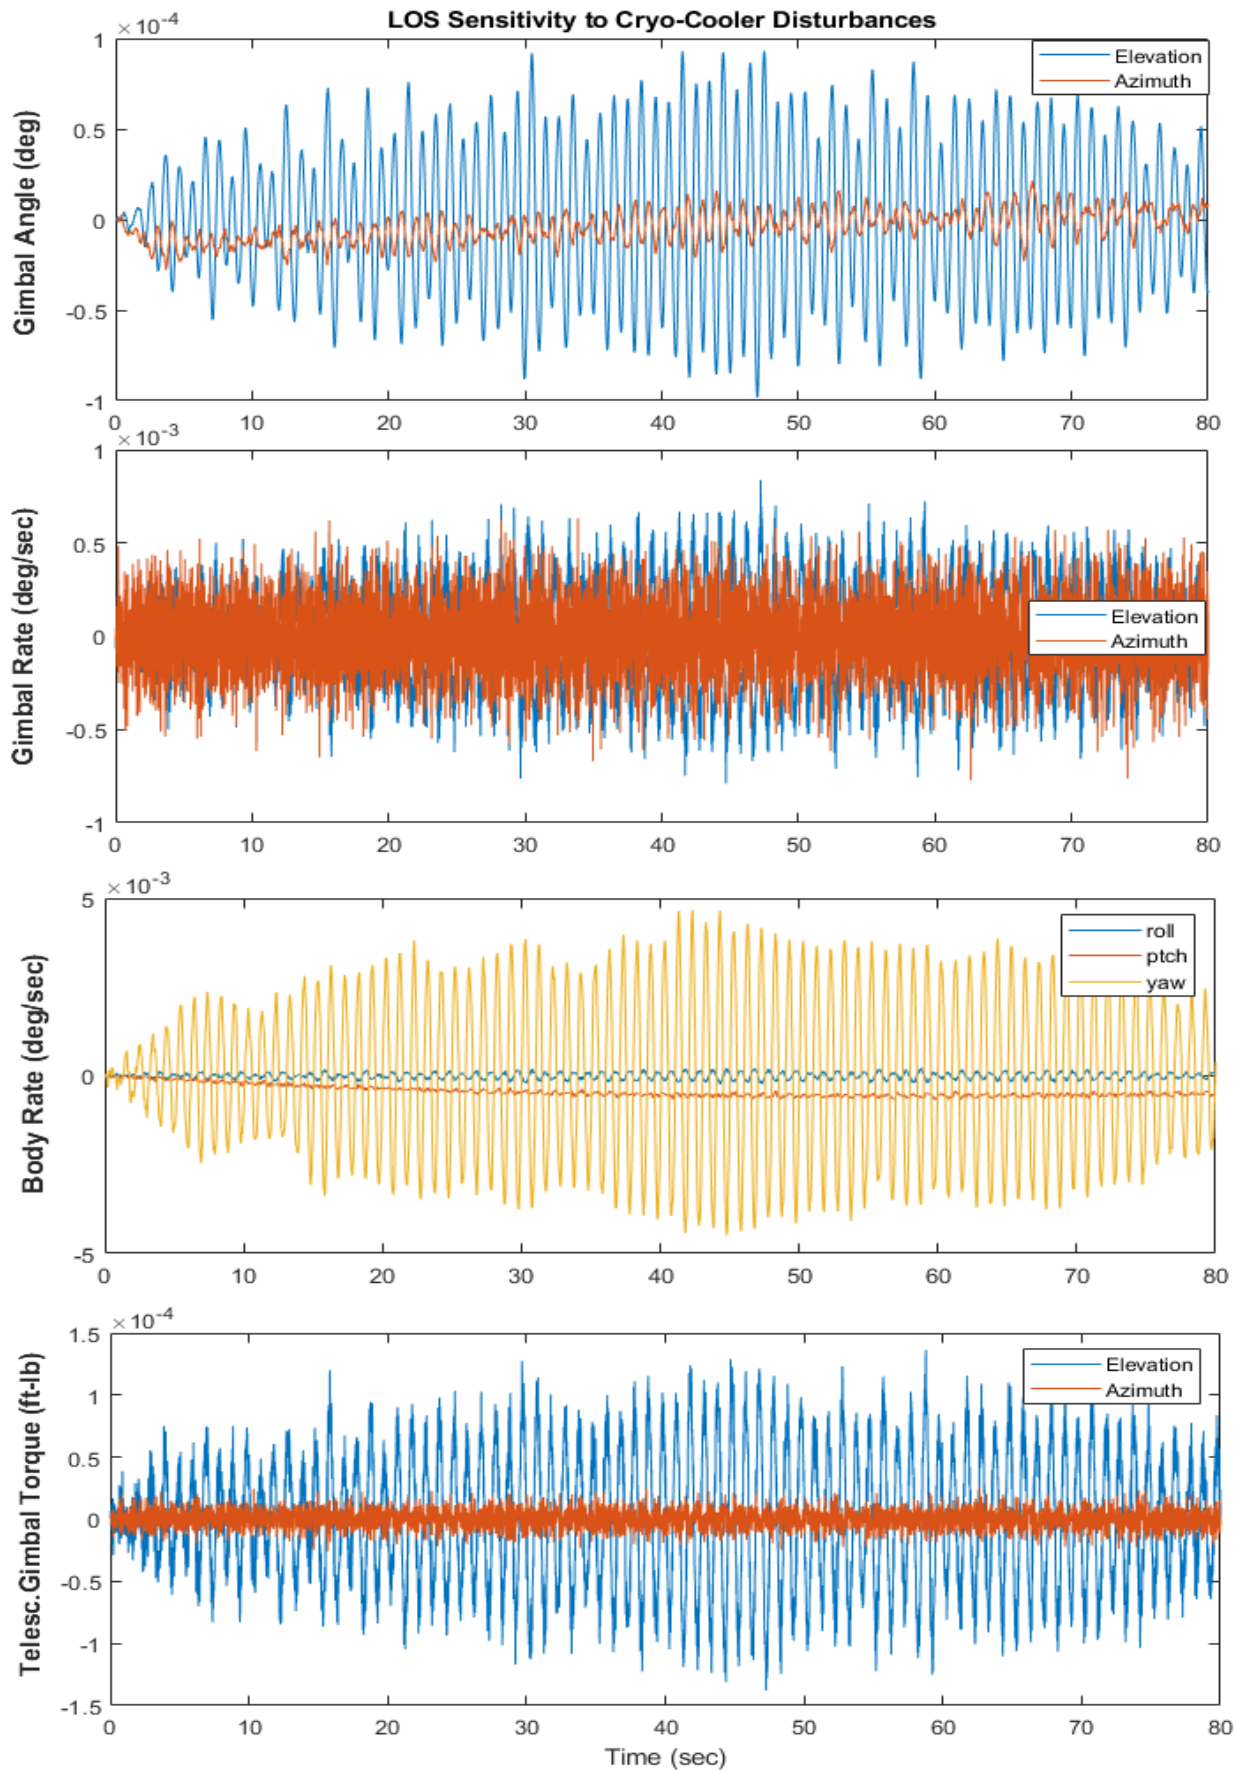 LOS Sensitivity to Cryo-Cooler Disturbances
×10-4
1
0.5
0
-0.5
-1
Gimbal Angle (deg)
Elevation
Azimuth
0 10 20 30 40 50 60 70 80
×10-3
1
0.5
0
-0.5
-1
Gimbal Rate (deg/sec)
Elevation
Azimuth
0 10 20 30 40 50 60 70 80
×10-3
5
0
-5
Body Rate (deg/sec)
roll
ptch
yaw
0 10 20 30 40 50 60 70 80
×10-4
1.5
1
0.5
0
-0.5
-1
-1.5
Telesc.Gimbal Torque (ft-lb)
Elevation
Azimuth
0 10 20 30 40 50 60 70 80
Time (sec)